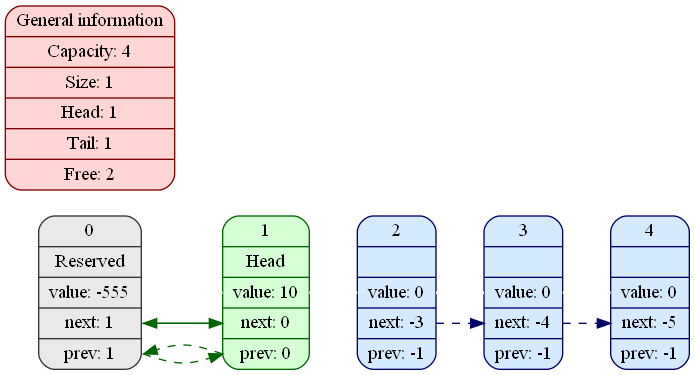 General information
Capacity: 4
Size: 1
Head: 1
Tail: 1
Free: 2
0
Reserved
value: -555
next: 1
prev: 1
1
Head
value: 10
next: 0
prev: 0
2
value: 0
next: -3
prev: -1
3
value: 0
next: -4
prev: -1
4
value: 0
next: -5
prev: -1